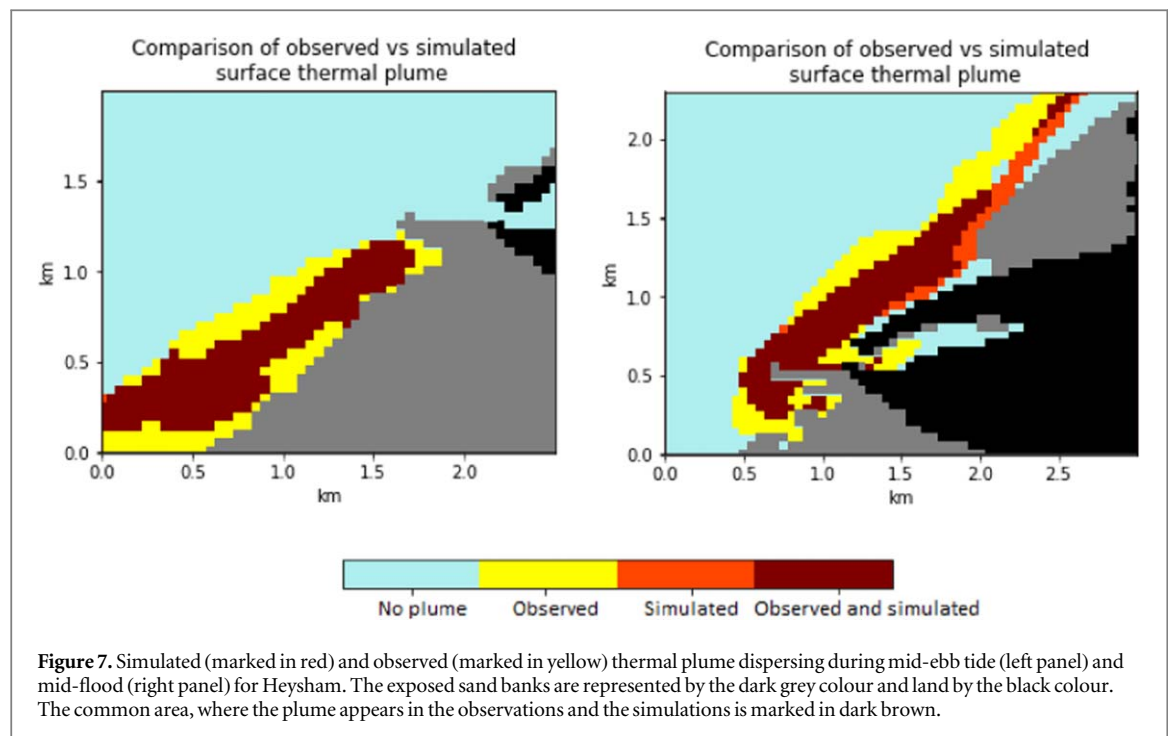 Comparison of observed vs simulated
surface thermal plume
1.5
1.0
0.5
0.0
km
0.0 0.5 1.0 1.5 2.0
km
Comparison of observed vs simulated
surface thermal plume
2.0
1.5
1.0
0.5
0.0
km
0.0 0.5 1.0 1.5 2.0 2.5
km
No plume Observed Simulated Observed and simulated
Figure 7. Simulated (marked in red) and observed (marked in yellow) thermal plume dispersing during mid-ebb tide (left panel) and
mid-flood (right panel) for Heysham. The exposed sand banks are represented by the dark grey colour and land by the black colour.
The common area, where the plume appears in the observations and the simulations is marked in dark brown.